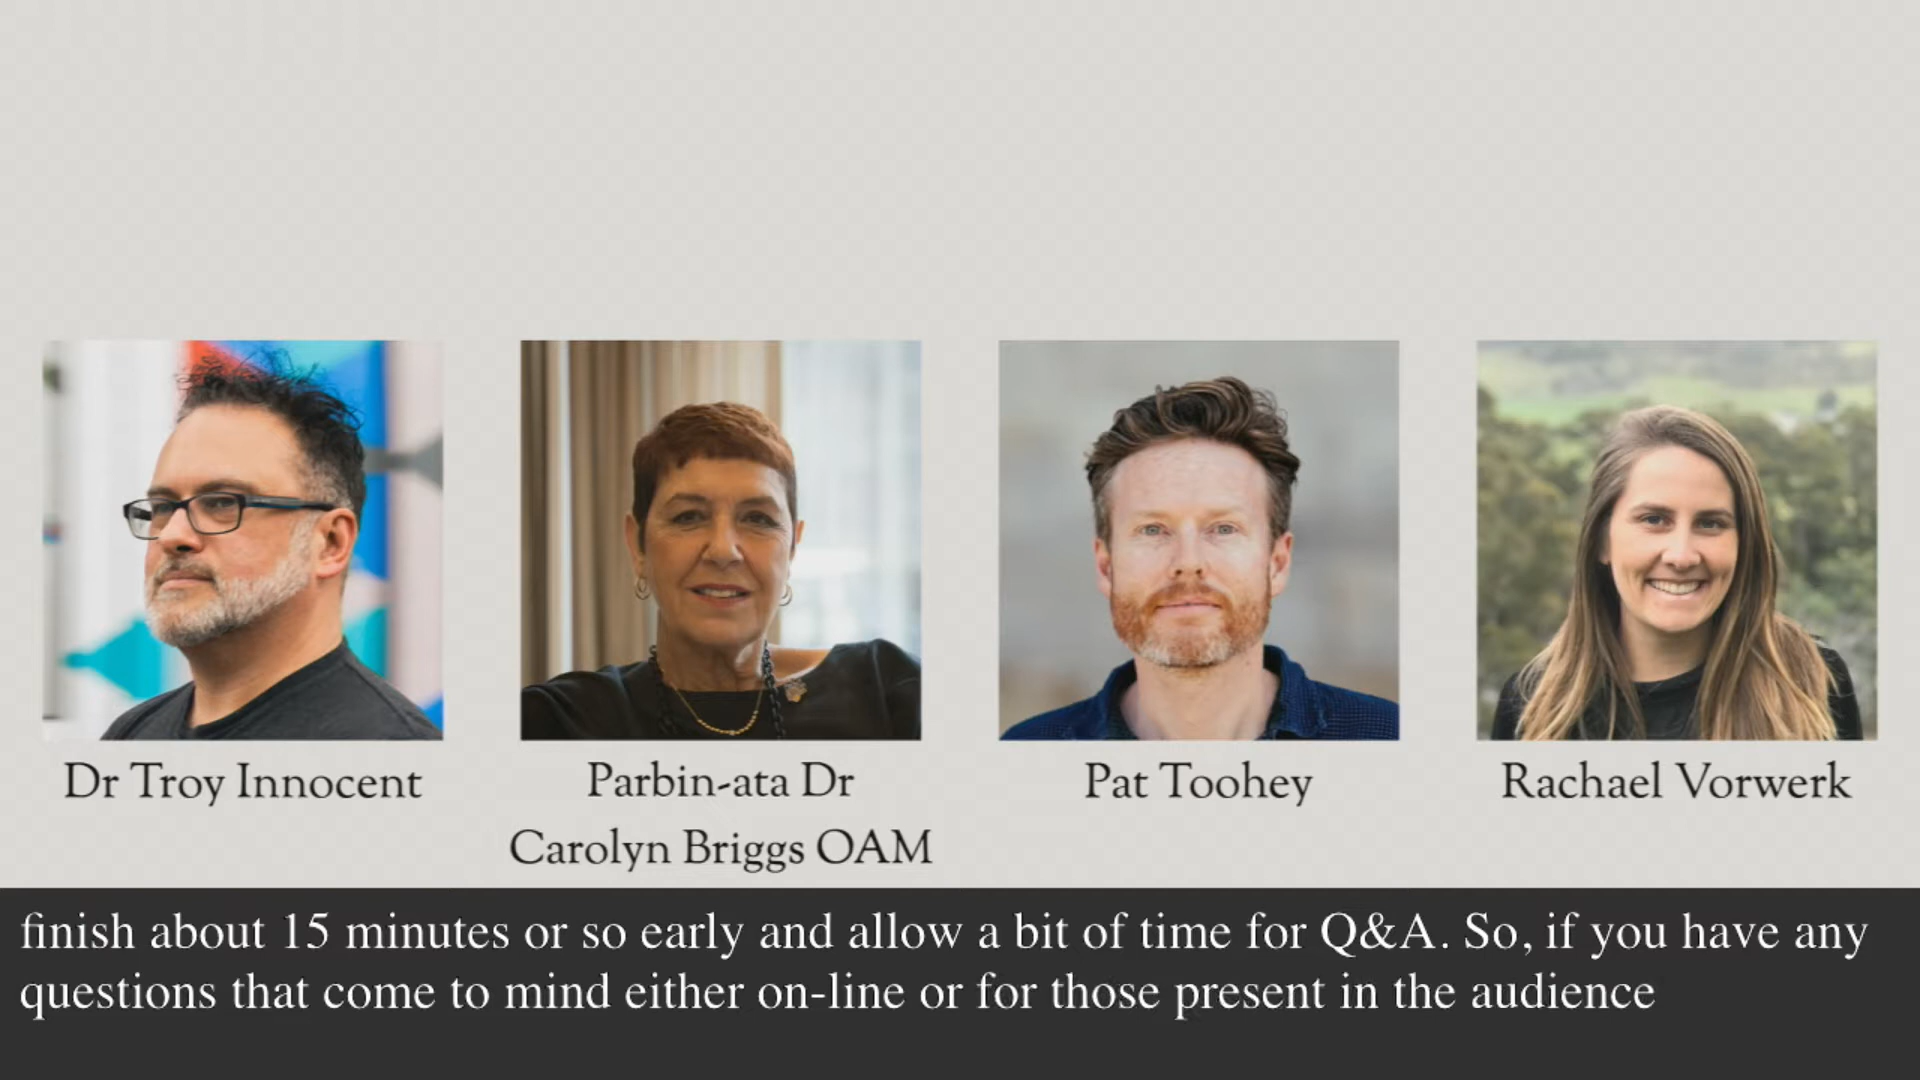 Dr Troy Innocent
Parbin-ata Dr
Carolyn Briggs OAM
Pat Toohey
Rachael Vorwerk
finish about 15 minutes or so early and allow a bit of time for Q&A. So, if you have any
questions that come to mind either on-line or for those present in the audience